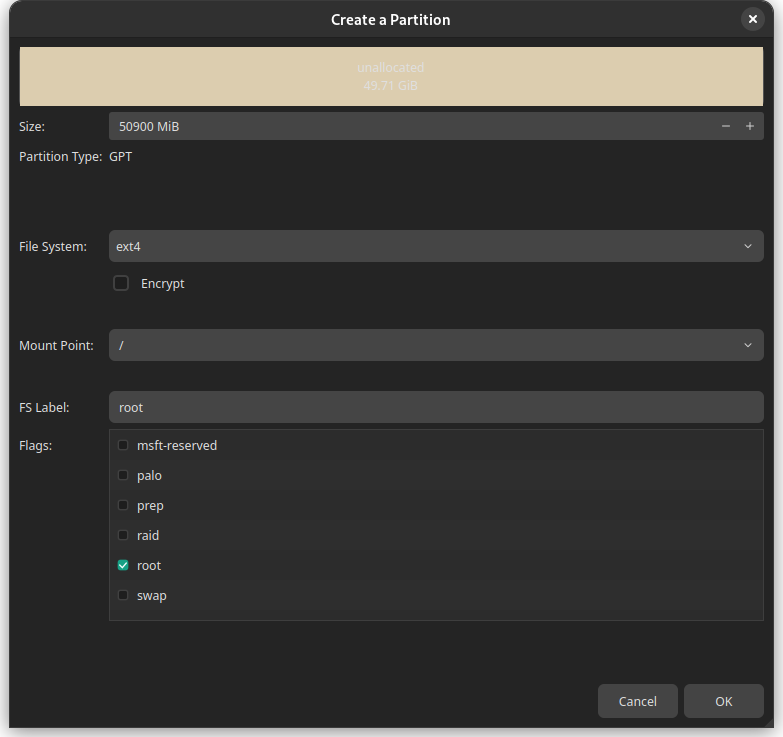 Create a Partition
unallocated
49.71 GiB
Size: 50900 MiB
Partition Type: GPT
File System: ext4
Encrypt
Mount Point: /
FS Label: root
Flags: msft-reserved
palo
prep
raid
root
swap
Cancel OK